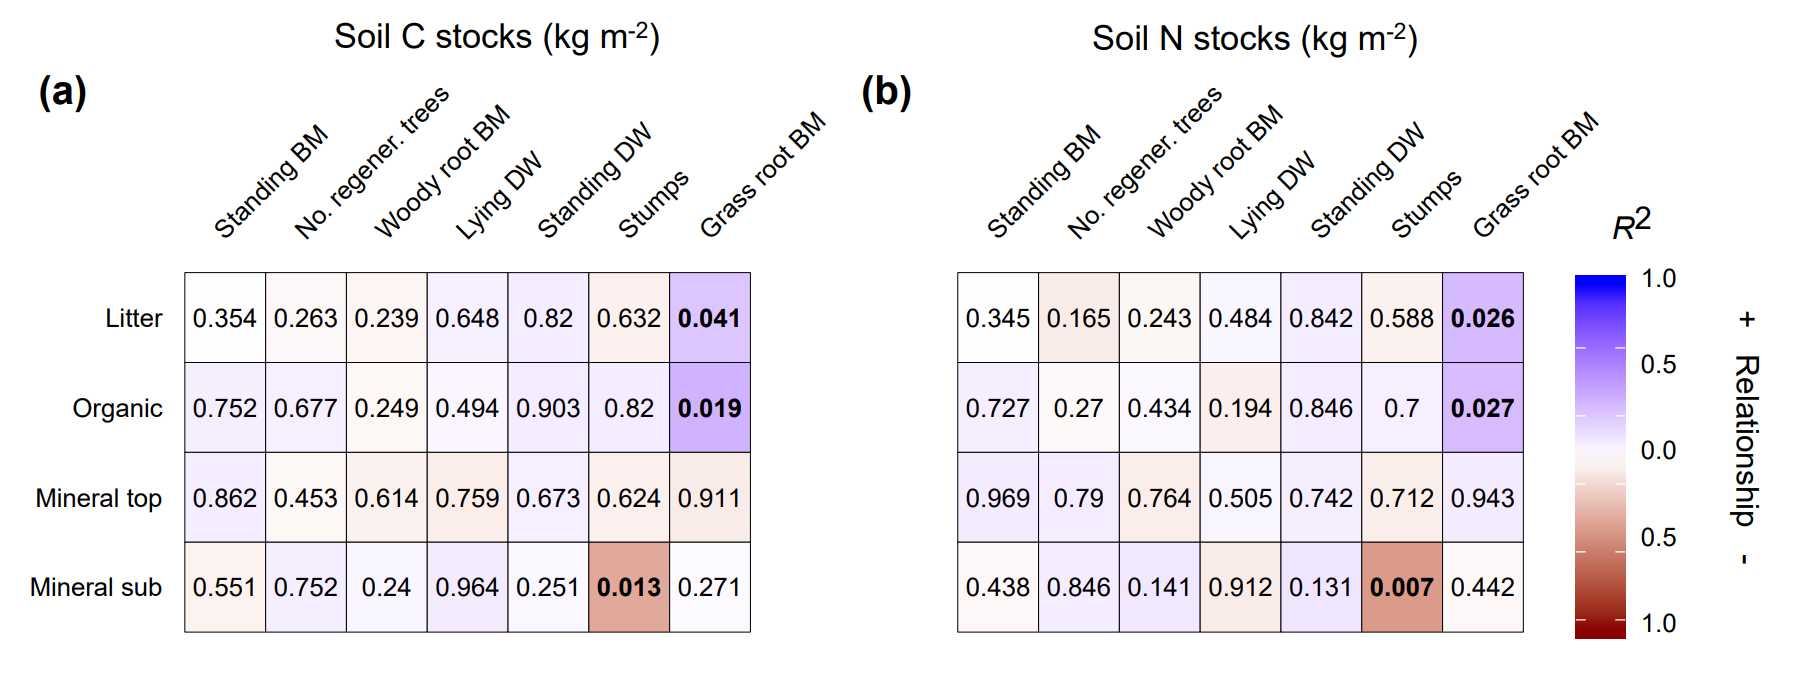 Soil C stocks (kg m-2)
(a)
Standing BM
No. regener. trees
Woody root BM
Lying DW
Standing DW
Stumps
Grass root BM
Litter 0.354 0.263 0.239 0.648 0.82 0.632 0.041
Organic 0.752 0.677 0.249 0.494 0.903 0.82 0.019
Mineral top 0.862 0.453 0.614 0.759 0.673 0.624 0.911
Mineral sub 0.551 0.752 0.24 0.964 0.251 0.013 0.271
Soil N stocks (kg m-2)
(b)
Standing BM
No. regener. trees
Woody root BM
Lying DW
Standing DW
Stumps
Grass root BM
0.345 0.165 0.243 0.484 0.842 0.588 0.026
0.727 0.27 0.434 0.194 0.846 0.7 0.027
0.969 0.79 0.764 0.505 0.742 0.712 0.943
0.438 0.846 0.141 0.912 0.131 0.007 0.442
R2
1.0
0.5
0.0
0.5
1.0
+ Relationship -